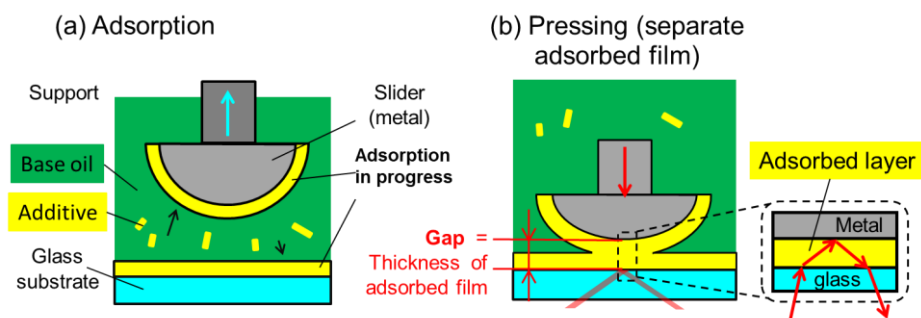 (a) Adsorption
Support
Slider
(metal)
Base oil
Adsorption
in progress
Additive
Glass
substrate
(b) Pressing (separate
adsorbed film)
Adsorbed layer
Gap =
Thickness of
adsorbed film
Metal
glass